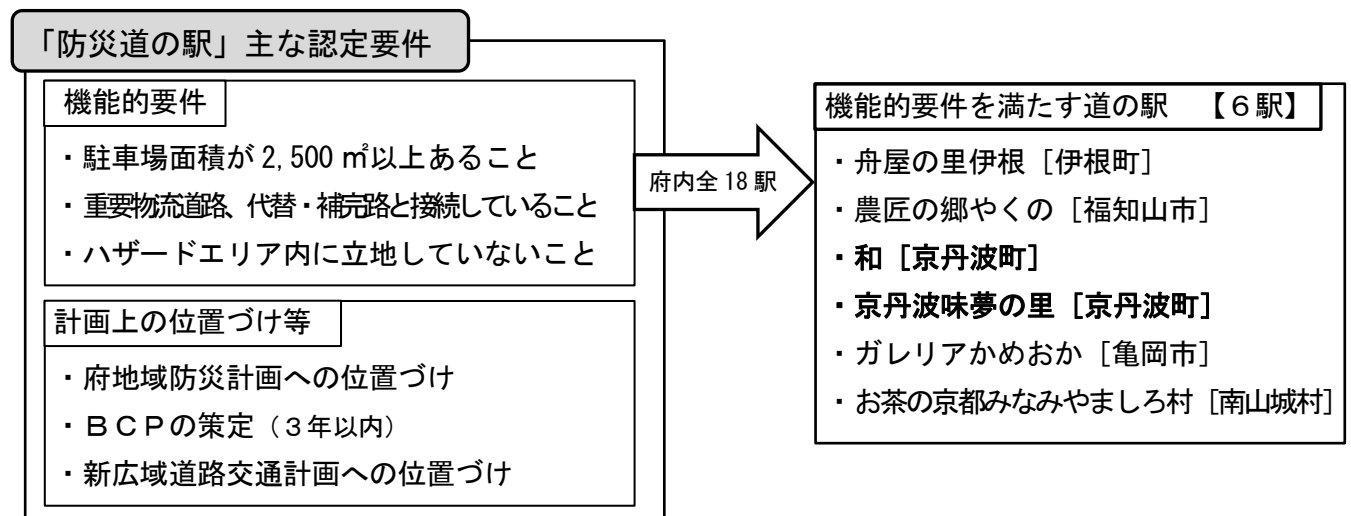 「防災道の駅」主な認定要件
機能的要件
・駐車場面積が2,500㎡以上あること
・重要物流道路、代替・補完路と接続していること
・ハザードエリア内に立地していないこと
計画上の位置づけ等
・府地域防災計画への位置づけ
・ＢＣＰの策定（３年以内）
・新広域道路交通計画への位置づけ
府内全18駅
機能的要件を満たす道の駅　【６駅】
・舟屋の里伊根［伊根町］
・農匠の郷やくの［福知山市］
・和［京丹波町］
・京丹波味夢の里［京丹波町］
・ガレリアかめおか［亀岡市］
・お茶の京都みなみやましろ村［南山城村］